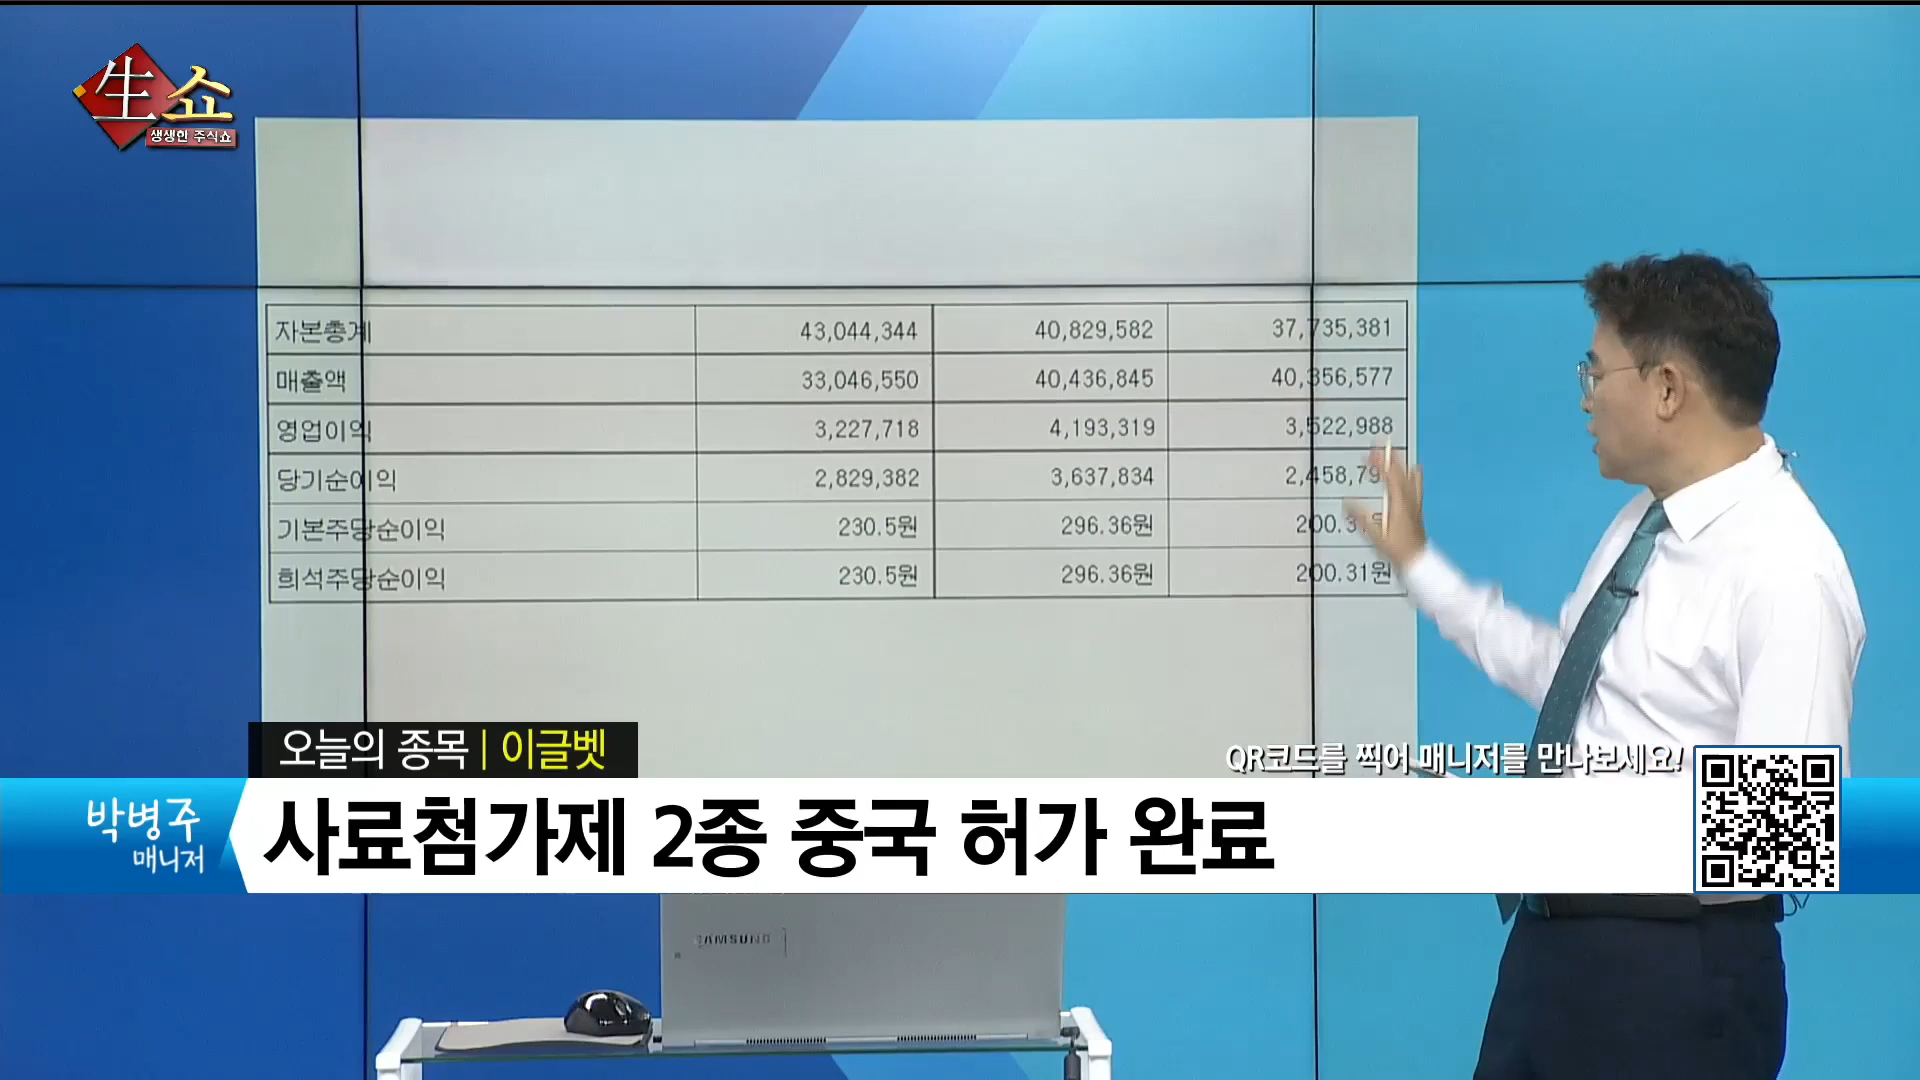 生쇼
생생한 주식쇼
자본총계 43,044,344 40,829,582 37,735,381
매출액 33,046,550 40,436,845 40,356,577
영업이익 3,227,718 4,193,319 3,522,988
당기순이익 2,829,382 3,637,834
기본주당순이익 230.5원 296.36원 200.31원
희석주당순이익 230.5원 296.36원 200.31원
오늘의 종목 | 이글벳
QR코드를 찍어 매니저를 만나보세요!
박병주
매니저
사료첨가제 2종 중국 허가 완료
SAMSUNG